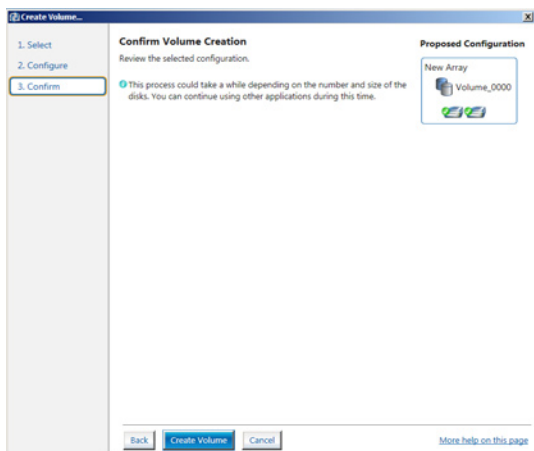 Create Volume...
1. Select
2. Configure
3. Confirm
Confirm Volume Creation
Review the selected configuration.
This process could take a while depending on the number and size of the
disks. You can continue using other applications during this time.
Proposed Configuration
New Array
Volume_0000
Back
Create Volume
Cancel
More help on this page